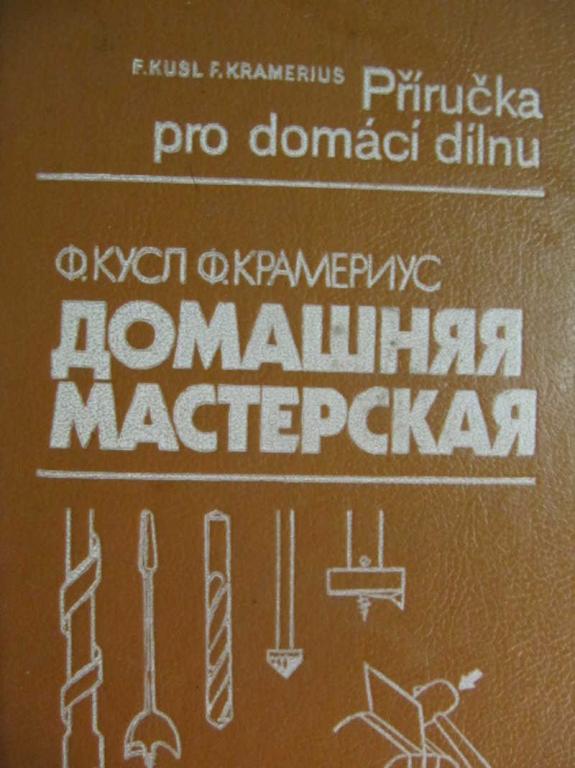 F. KUSL F. KRAMERIUS Příručka
pro domácí dílnu
Ф. КУСЛ Ф. КРАМЕРИУС
ДОМАШНЯЯ
МАСТЕРСКАЯ